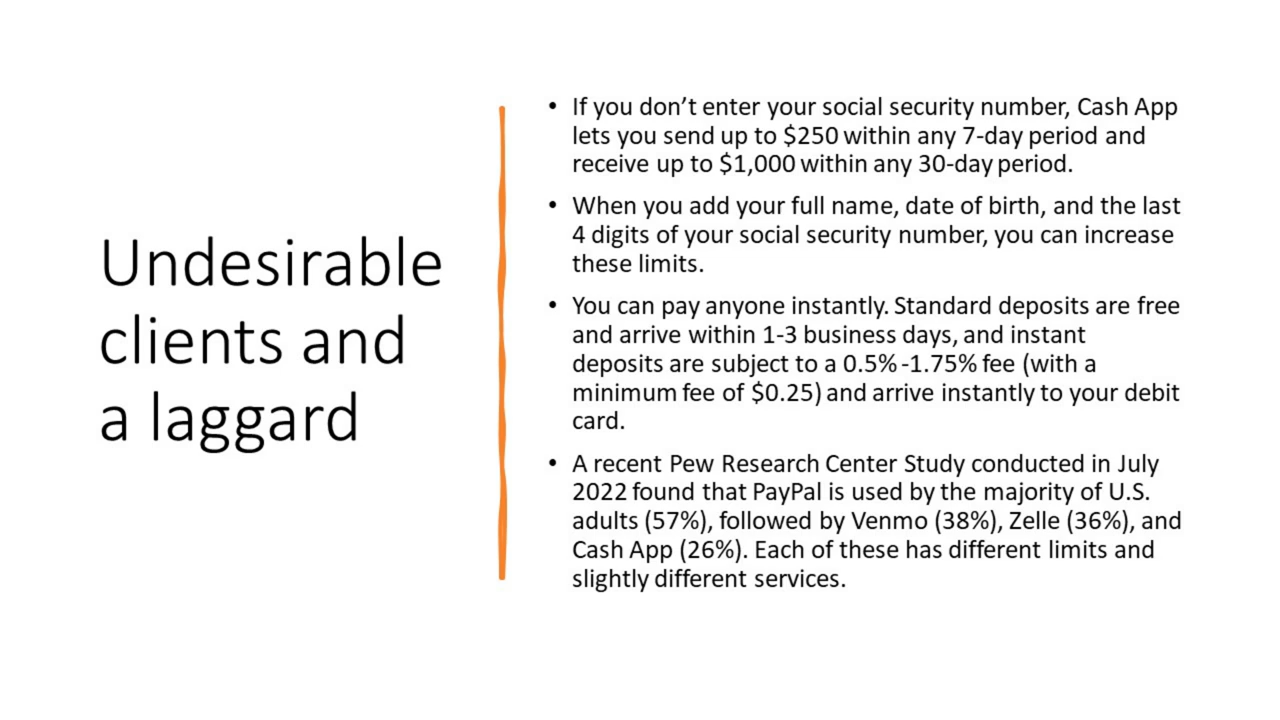 Undesirable
clients and
a laggard
• If you don’t enter your social security number, Cash App
lets you send up to $250 within any 7-day period and
receive up to $1,000 within any 30-day period.
• When you add your full name, date of birth, and the last
4 digits of your social security number, you can increase
these limits.
• You can pay anyone instantly. Standard deposits are free
and arrive within 1-3 business days, and instant
deposits are subject to a 0.5% -1.75% fee (with a
minimum fee of $0.25) and arrive instantly to your debit
card.
• A recent Pew Research Center Study conducted in July
2022 found that PayPal is used by the majority of U.S.
adults (57%), followed by Venmo (38%), Zelle (36%), and
Cash App (26%). Each of these has different limits and
slightly different services.